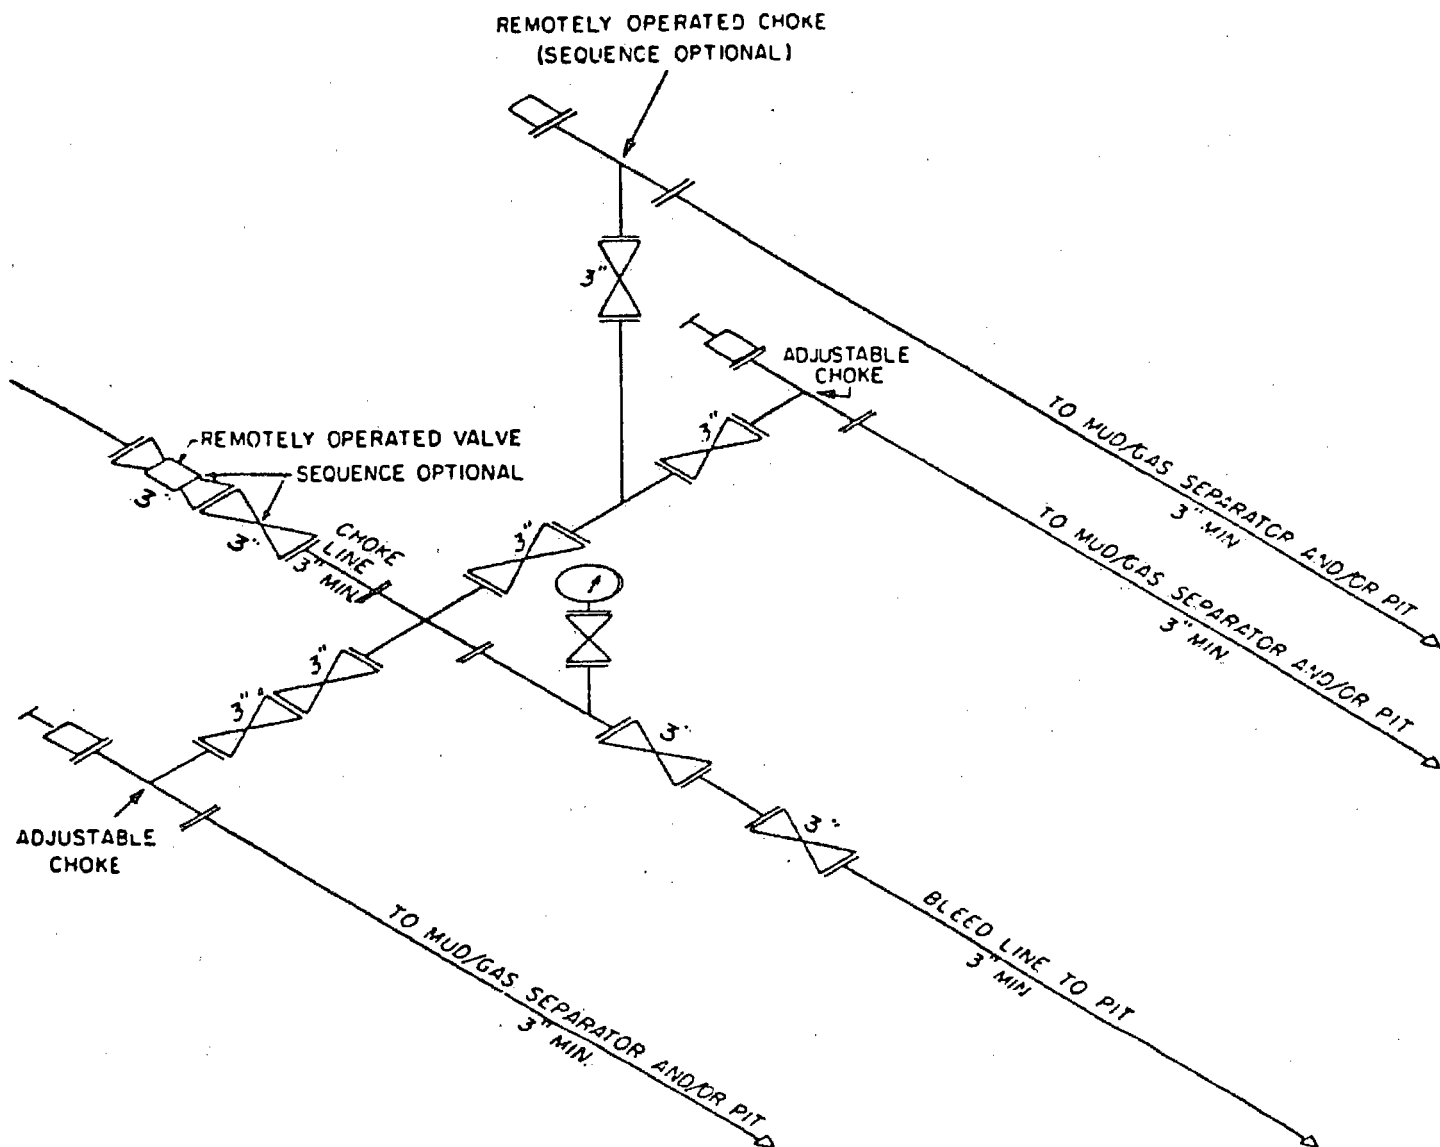 REMOTELY OPERATED CHOKE
(SEQUENCE OPTIONAL)
3"
ADJUSTABLE
CHOKE
3"
TO MUD/GAS SEPARATOR AND/OR PIT
3" MIN
REMOTELY OPERATED VALVE
SEQUENCE OPTIONAL
3"
3"
CHOKE
LINE
3" MIN.
3"
TO MUD/GAS SEPARATOR AND/OR PIT
3" MIN.
3"
3"
3"
3"
ADJUSTABLE
CHOKE
BLEED LINE TO PIT
3" MIN
TO MUD/GAS SEPARATOR AND/OR PIT
3" MIN.